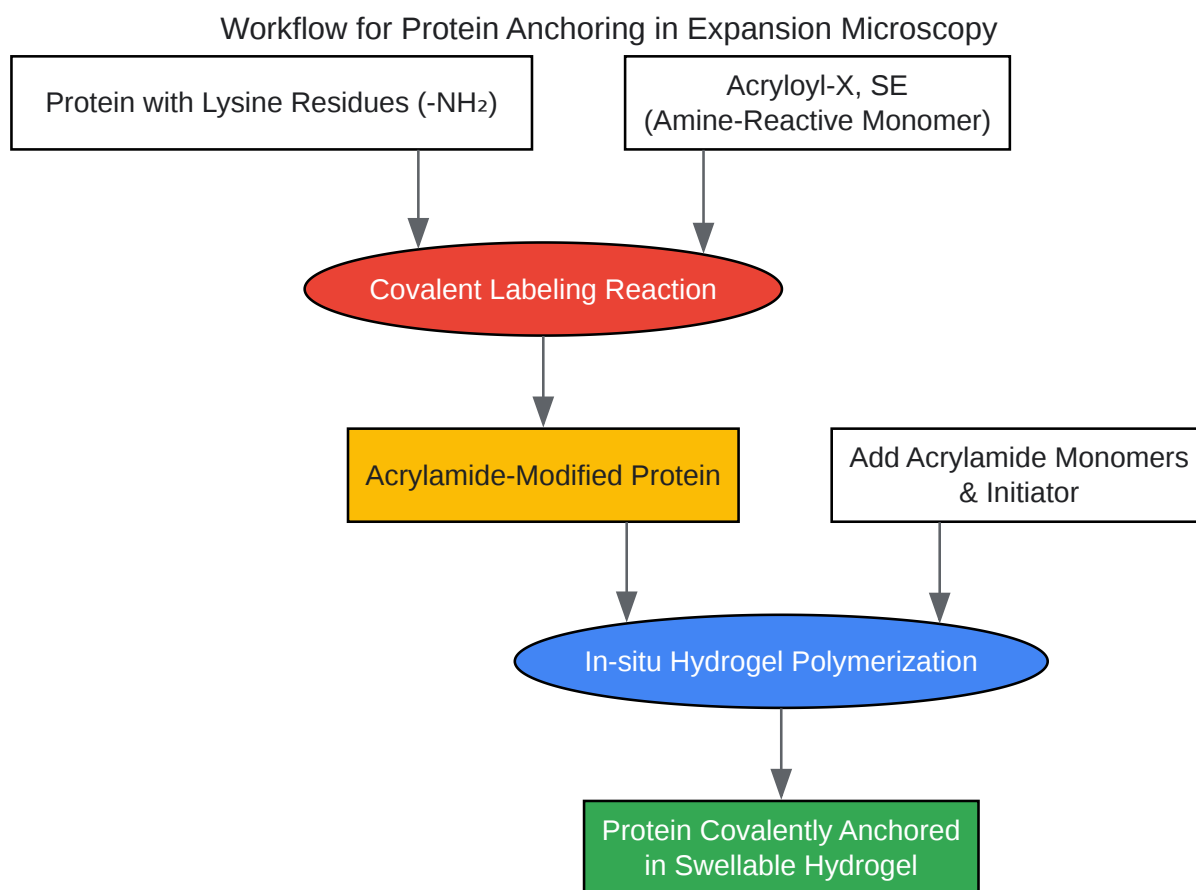 Workflow for Protein Anchoring in Expansion Microscopy
Protein with Lysine Residues (-NH₂)
Acryloyl-X, SE
(Amine-Reactive Monomer)
Covalent Labeling Reaction
Acrylamide-Modified Protein
Add Acrylamide Monomers
& Initiator
In-situ Hydrogel Polymerization
Protein Covalently Anchored
in Swellable Hydrogel